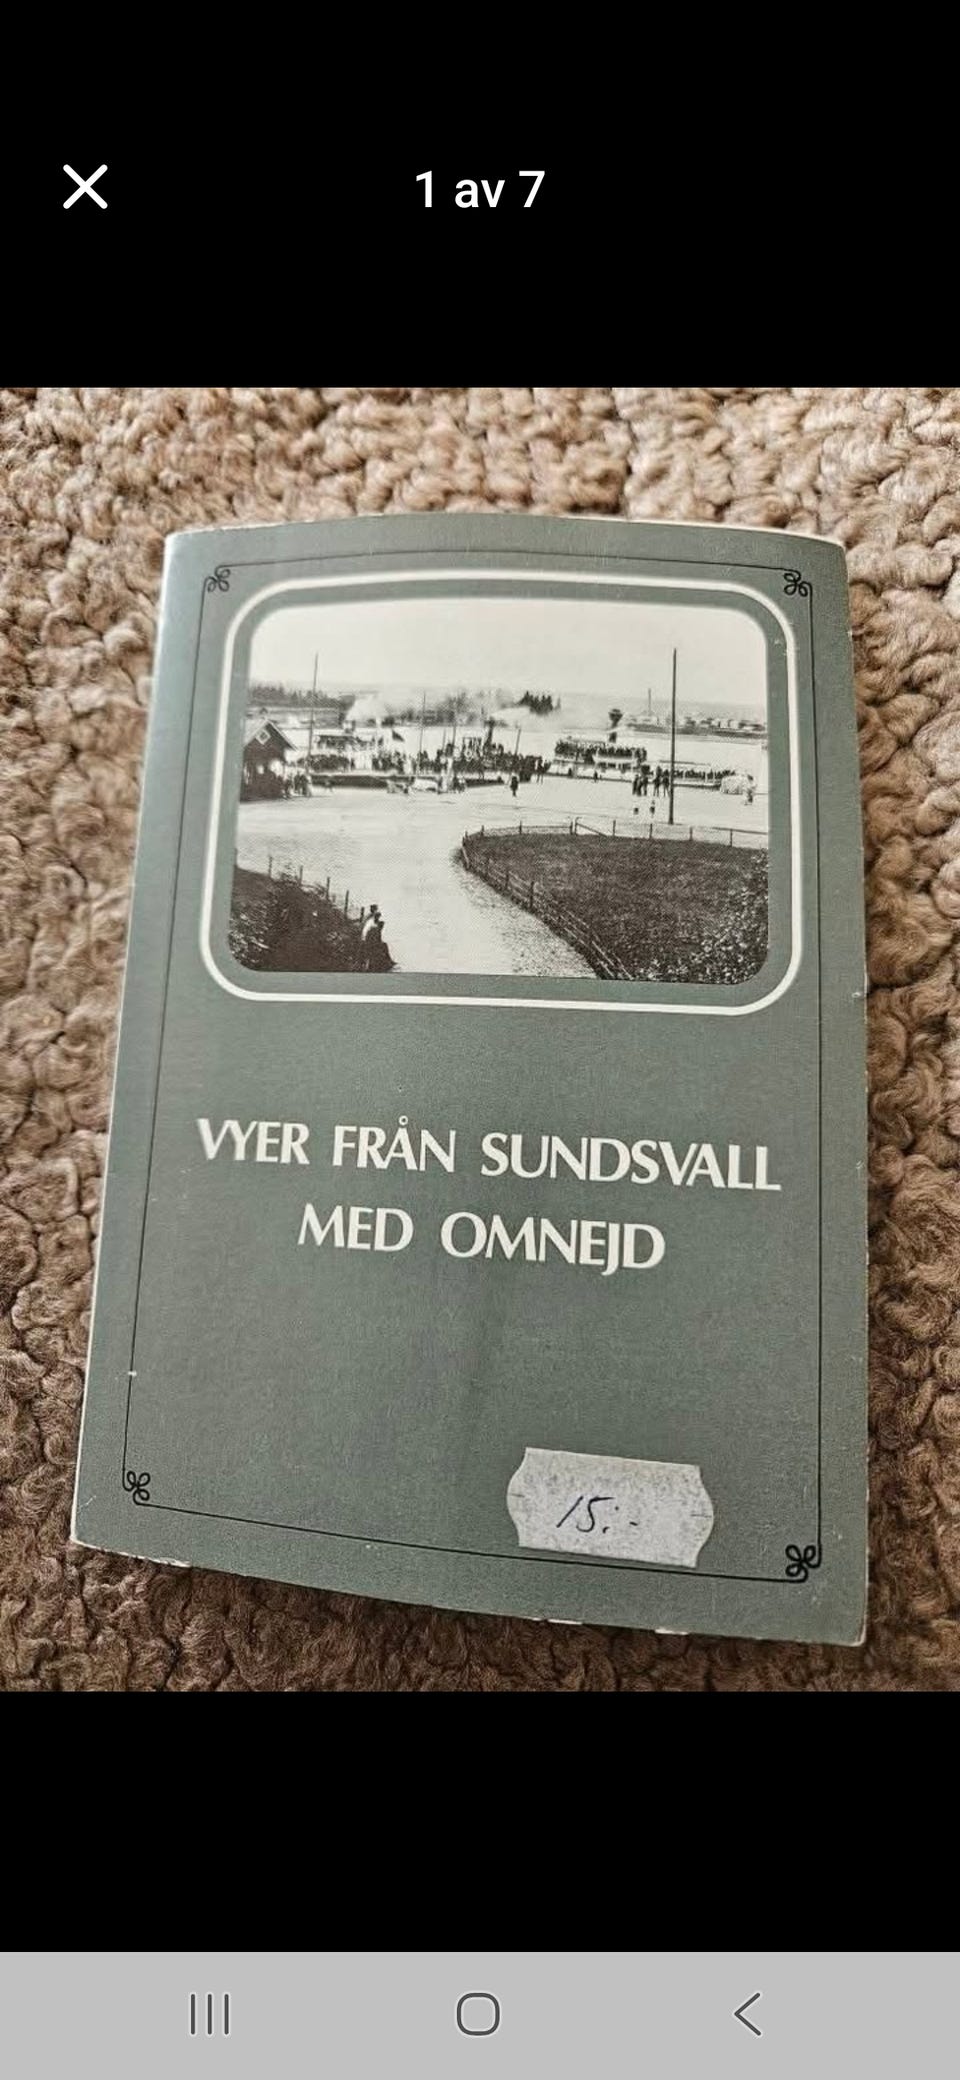 1 av 7
VYER FRÅN SUNDSVALL
MED OMNEJD
15:-